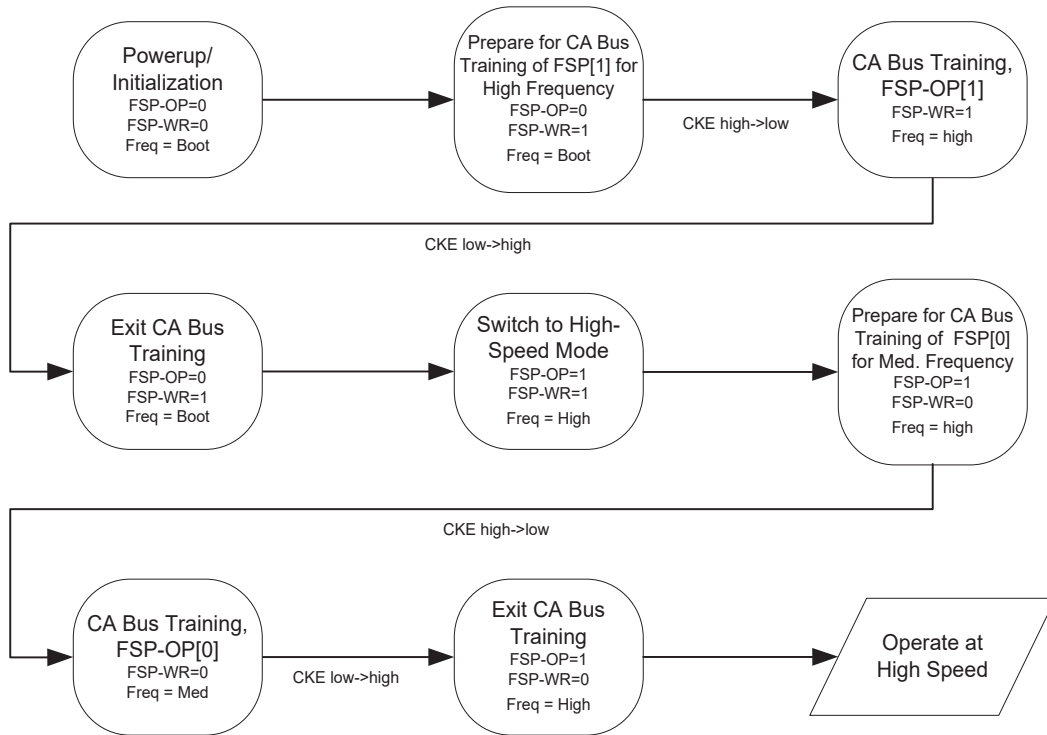 Powerup/
Initialization
FSP-OP=0
FSP-WR=0
Freq = Boot
Prepare for CA Bus
Training of FSP[1] for
High Frequency
FSP-OP=0
FSP-WR=1
Freq = Boot
CKE high->low
CA Bus Training,
FSP-OP[1]
FSP-WR=1
Freq = high
CKE low->high
Exit CA Bus
Training
FSP-OP=0
FSP-WR=1
Freq = Boot
Switch to High-
Speed Mode
FSP-OP=1
FSP-WR=1
Freq = High
Prepare for CA Bus
Training of FSP[0]
for Med. Frequency
FSP-OP=1
FSP-WR=0
Freq = high
CKE high->low
CA Bus Training,
FSP-OP[0]
FSP-WR=0
Freq = Med
CKE low->high
Exit CA Bus
Training
FSP-OP=1
FSP-WR=0
Freq = High
Operate at
High Speed